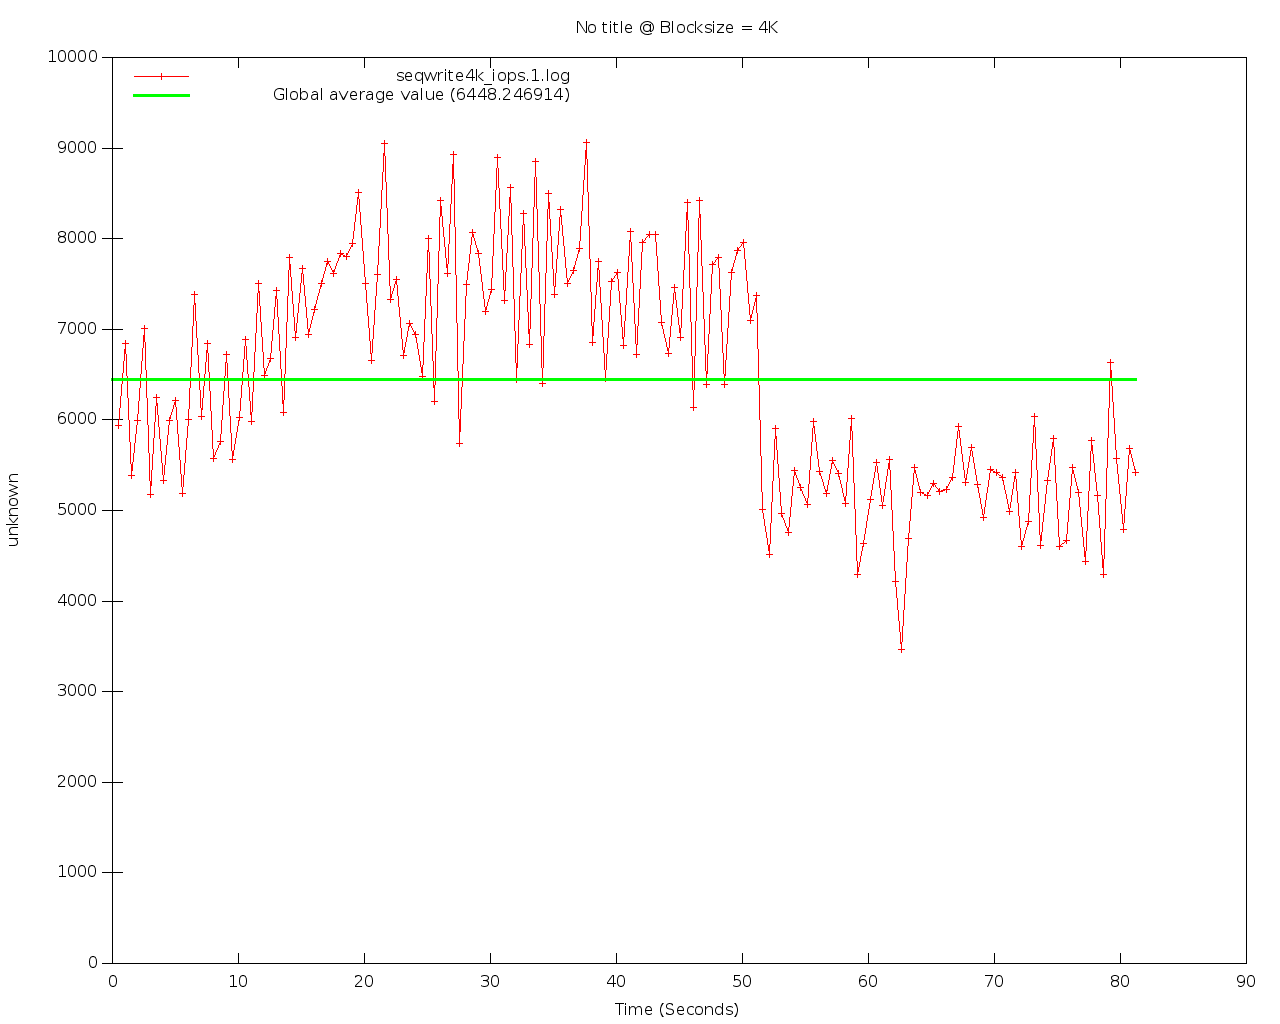 No title @ Blocksize = 4K
10000
seqwrite4k_iops.1.log
Global average value (6448.246914)
9000
8000
7000
6000
5000
unknown
4000
3000
2000
1000
0
0 10 20 30 40 50 60 70 80 90
Time (Seconds)